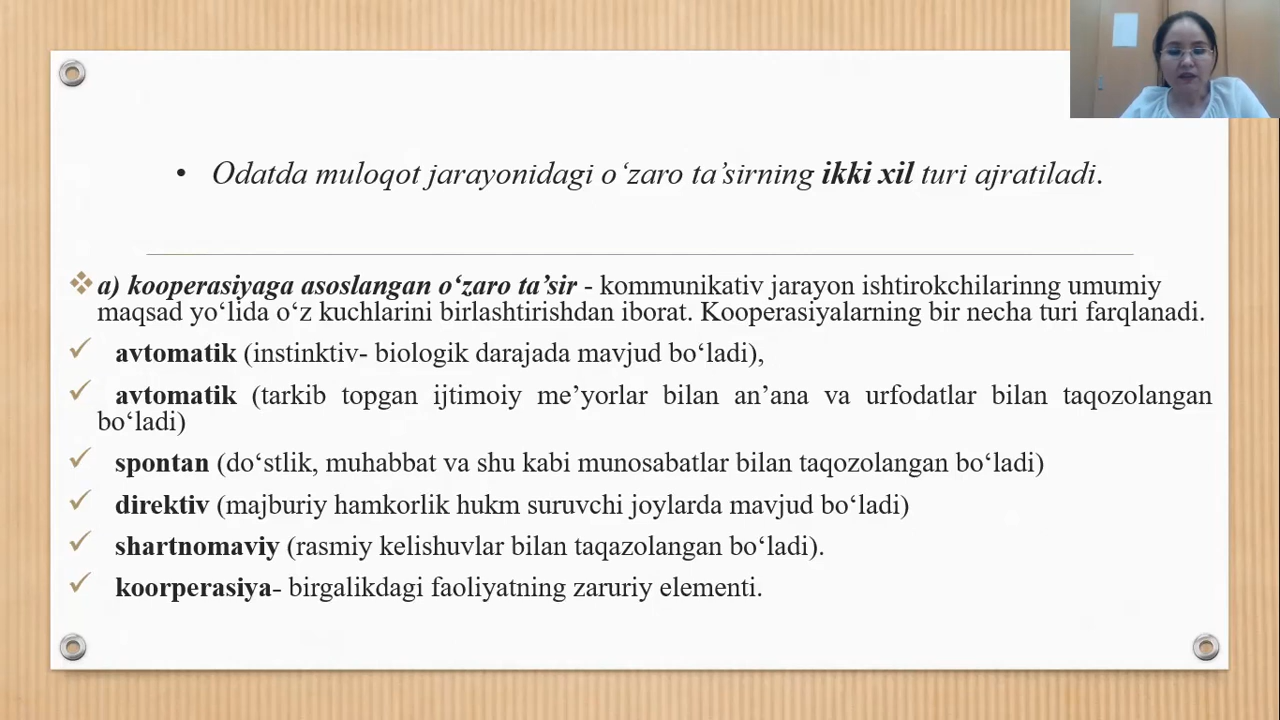 • Odatda muloqot jarayonidagi o‘zaro ta’sirning ikki xil turi ajratiladi.
❖ a) kooperasiyaga asoslangan o‘zaro ta’sir - kommunikativ jarayon ishtirokchilarinng umumiy
maqsad yo‘lida o‘z kuchlarini birlashtirishdan iborat. Kooperasiyalarning bir necha turi farqlanadi.
✓ avtomatik (instinktiv- biologik darajada mavjud bo‘ladi),
✓ avtomatik (tarkib topgan ijtimoiy me’yorlar bilan an’ana va urfodatlar bilan taqozolangan
bo‘ladi)
✓ spontan (do‘stlik, muhabbat va shu kabi munosabatlar bilan taqozolangan bo‘ladi)
✓ direktiv (majburiy hamkorlik hukm suruvchi joylarda mavjud bo‘ladi)
✓ shartnomaviy (rasmiy kelishuvlar bilan taqazolangan bo‘ladi).
✓ koorperasiya- birgalikdagi faoliyatning zaruriy elementi.